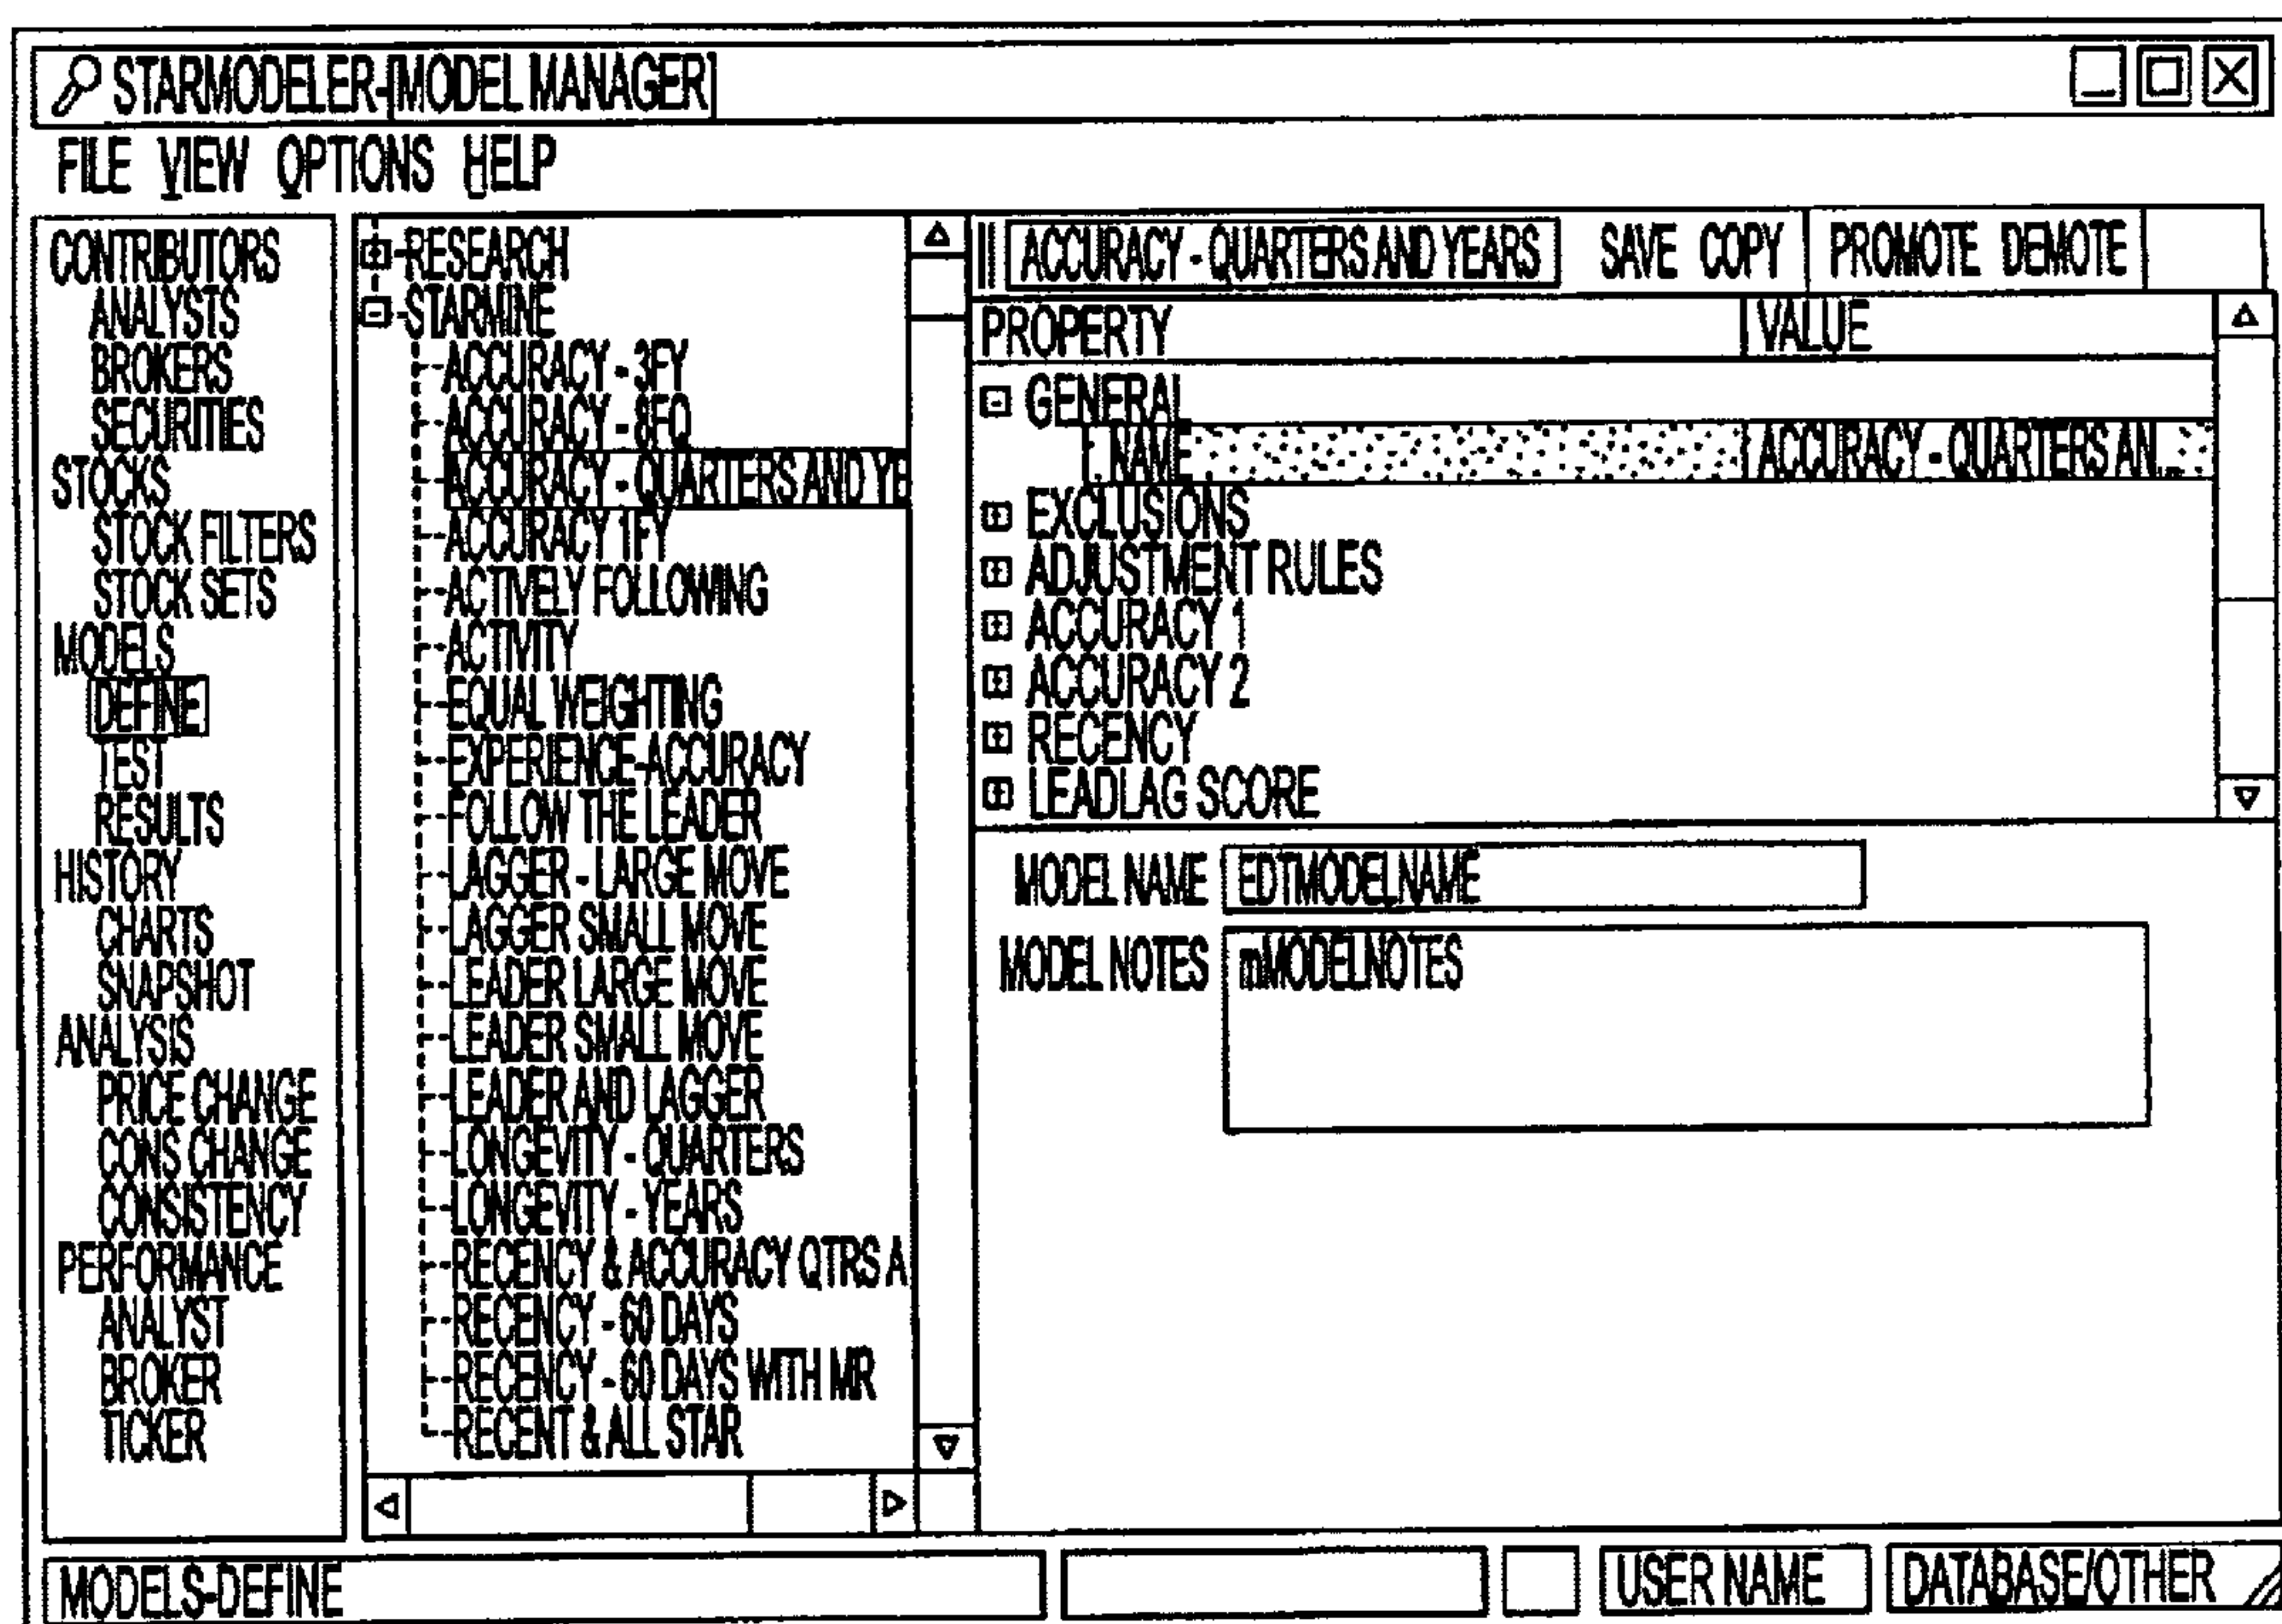 STARMODELER-[MODEL MANAGER]
FILE VIEW OPTIONS HELP
CONTRIBUTORS
ANALYSTS
BROKERS
SECURITIES
STOCKS
STOCK FILTERS
STOCK SETS
MODELS
DEFINE
TEST
RESULTS
HISTORY
CHARTS
SNAPSHOT
ANALYSIS
PRICE CHANGE
CONS CHANGE
CONSISTENCY
PERFORMANCE
ANALYST
BROKER
TICKER
RESEARCH
STARMINE
ACCURACY - 3FY
ACCURACY - 8FQ
ACCURACY - QUARTERS AND YE
ACCURACY 1FY
ACTIVELY FOLLOWING
ACTIVITY
EQUAL WEIGHTING
EXPERIENCE-ACCURACY
FOLLOW THE LEADER
LAGGER - LARGE MOVE
LAGGER SMALL MOVE
LEADER LARGE MOVE
LEADER SMALL MOVE
LEADER AND LAGGER
LONGEVITY - QUARTERS
LONGEVITY - YEARS
RECENCY & ACCURACY QTRS A
RECENCY - 60 DAYS
RECENCY - 60 DAYS WITH MR
RECENT & ALL STAR
ACCURACY - QUARTERS AND YEARS SAVE COPY PROMOTE DEMOTE
PROPERTY VALUE
GENERAL
NAME ACCURACY - QUARTERS AN...
EXCLUSIONS
ADJUSTMENT RULES
ACCURACY 1
ACCURACY 2
RECENCY
LEADLAG SCORE
MODEL NAME EDTMODELNAME
MODEL NOTES mMODELNOTES
MODELS-DEFINE USER NAME DATABASE/OTHER